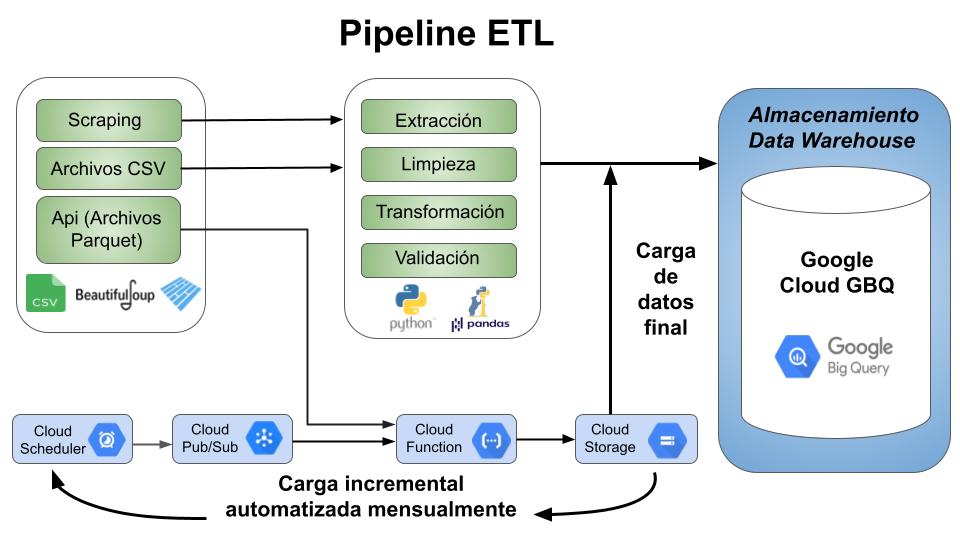 Pipeline ETL
Scraping
Archivos CSV
Api (Archivos
Parquet)
CSV
BeautifulSoup
Extracción
Limpieza
Transformación
Validación
python
pandas
Almacenamiento
Data Warehouse
Google
Cloud GBQ
Google
Big Query
Carga
de
datos
final
Cloud
Scheduler
Cloud
Pub/Sub
Cloud
Function
Cloud
Storage
Carga incremental
automatizada mensualmente